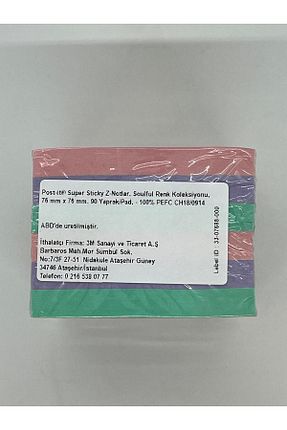 Post-it® Super Sticky Z-Notlar, Soulful Renk Koleksiyonu,
76 mm x 76 mm, 90 Yaprak/Pad, - 100% PEFC CH18/0914
ABD'de üretilmiştir.
İthalatçı Firma: 3M Sanayi ve Ticaret A.Ş
Barbaros Mah.Mor Sümbül Sok.
No:7/3F 27-51 Nidakule Ataşehir Güney
34746 Ataşehir/İstanbul
Telefon: 0 216 538 07 77
Label ID : 33-07688-000